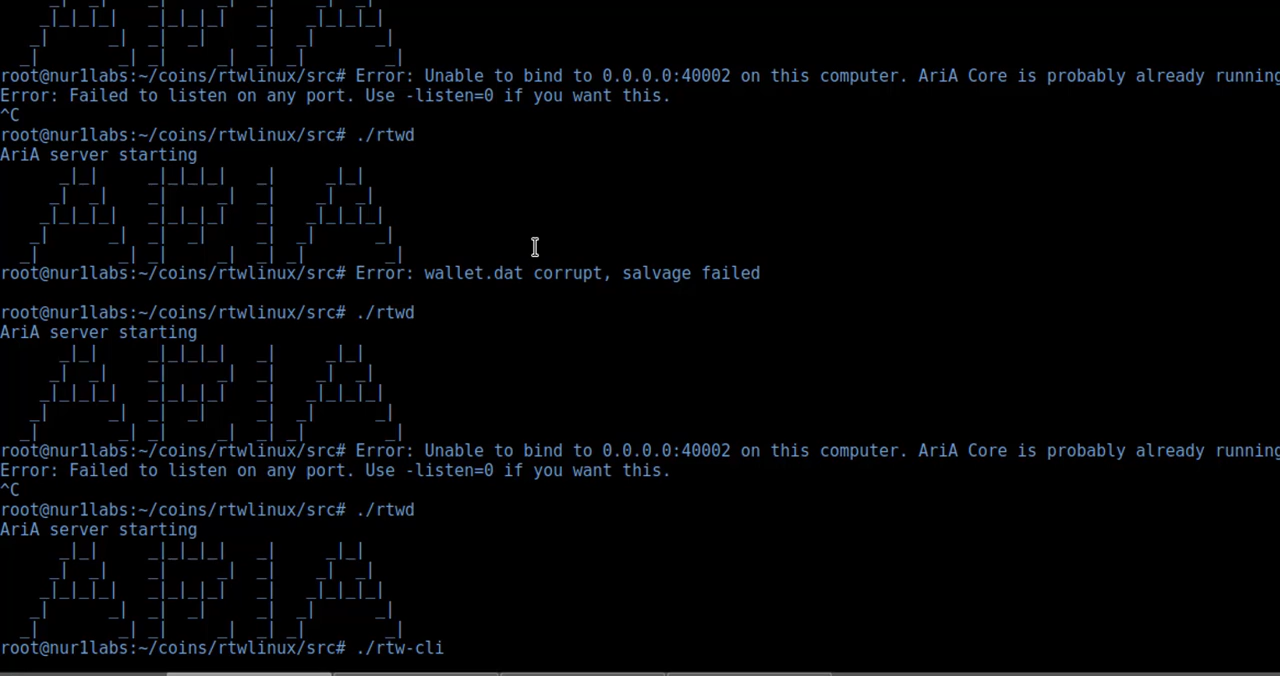 root@nur1labs:~/coins/rtwlinux/src# Error: Unable to bind to 0.0.0.0:40002 on this computer. AriA Core is probably already running
Error: Failed to listen on any port. Use -listen=0 if you want this.
^C
root@nur1labs:~/coins/rtwlinux/src# ./rtwd
AriA server starting
ARIA
root@nur1labs:~/coins/rtwlinux/src# Error: wallet.dat corrupt, salvage failed
root@nur1labs:~/coins/rtwlinux/src# ./rtwd
AriA server starting
ARIA
root@nur1labs:~/coins/rtwlinux/src# Error: Unable to bind to 0.0.0.0:40002 on this computer. AriA Core is probably already running
Error: Failed to listen on any port. Use -listen=0 if you want this.
^C
root@nur1labs:~/coins/rtwlinux/src# ./rtwd
AriA server starting
ARIA
root@nur1labs:~/coins/rtwlinux/src# ./rtw-cli